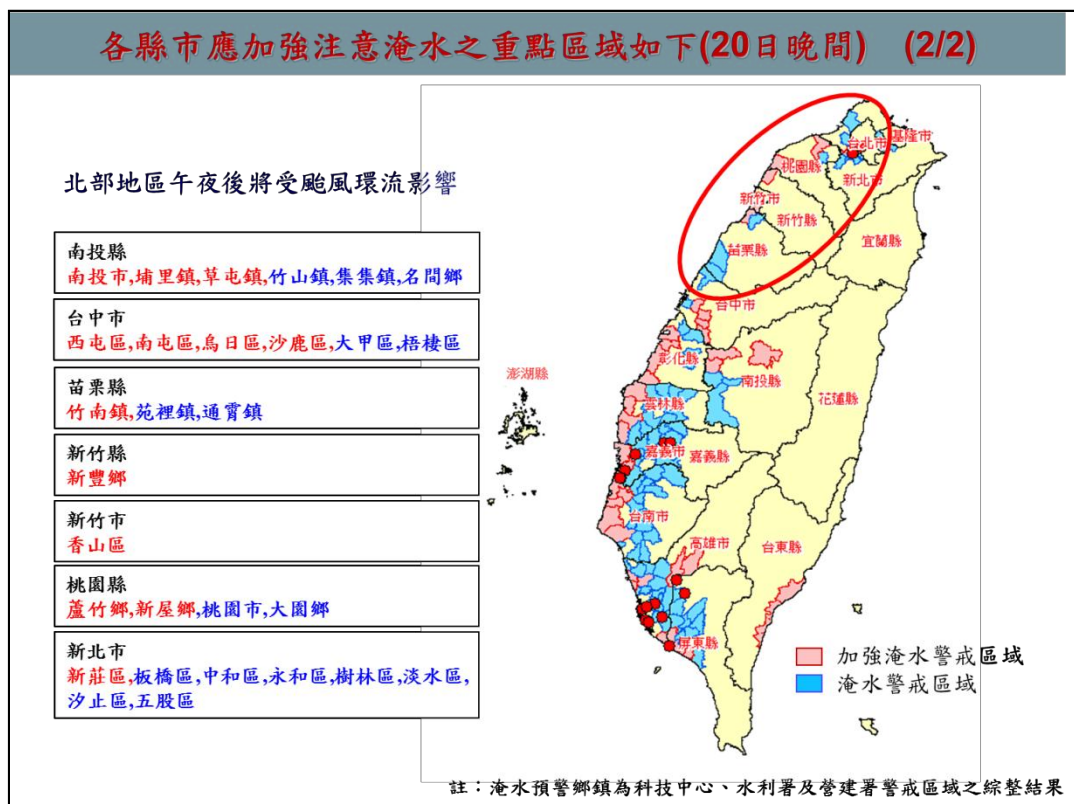 各縣市應加強注意淹水之重點區域如下(20日晚間) (2/2)
北部地區午夜後將受颱風環流影響
南投縣
南投市,埔里鎮,草屯鎮,竹山鎮,集集鎮,名間鄉
台中市
西屯區,南屯區,烏日區,沙鹿區,大甲區,梧棲區
苗栗縣
竹南鎮,苑裡鎮,通霄鎮
新竹縣
新豐鄉
新竹市
香山區
桃園縣
蘆竹鄉,新屋鄉,桃園市,大園鄉
新北市
新莊區,板橋區,中和區,永和區,樹林區,淡水區,
汐止區,五股區
基隆市
台北市
桃園縣
新北市
新竹市
新竹縣
宜蘭縣
苗栗縣
台中市
彰化縣
南投縣
澎湖縣
花蓮縣
雲林縣
嘉義市
嘉義縣
台南市
高雄市
台東縣
屏東縣
加強淹水警戒區域
淹水警戒區域
註：淹水預警鄉鎮為科技中心、水利署及營建署警戒區域之綜整結果